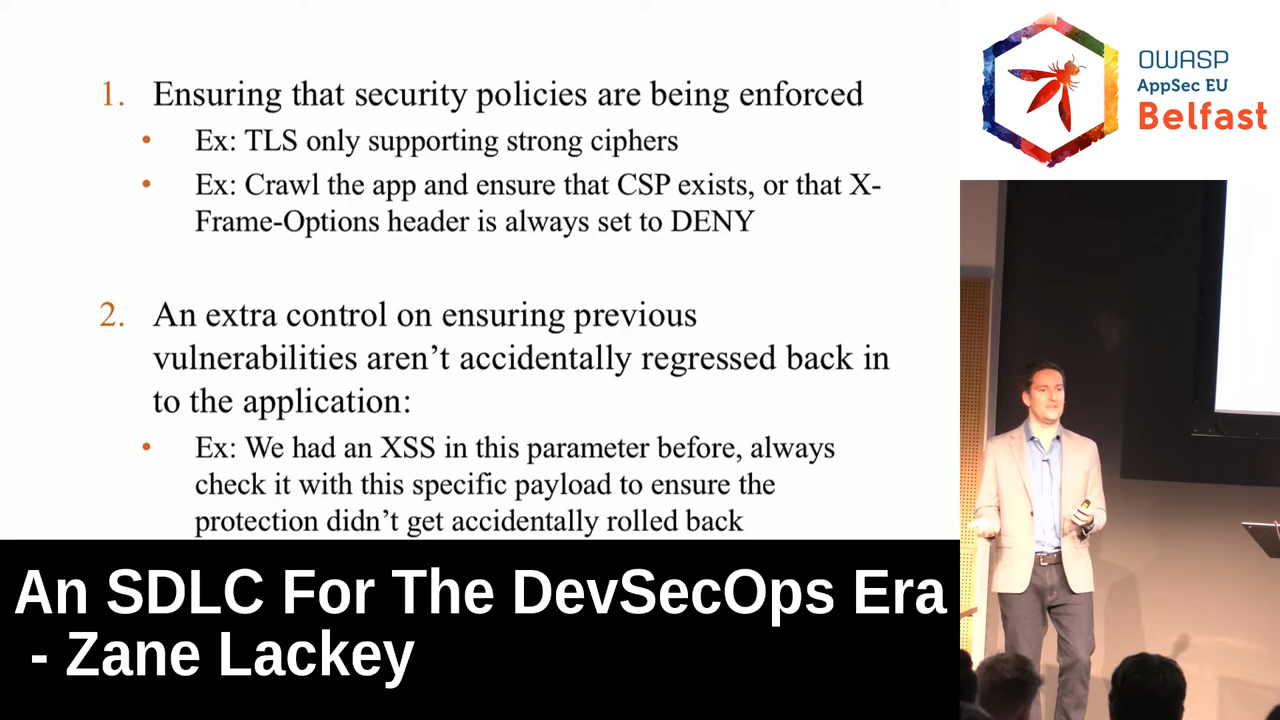 1. Ensuring that security policies are being enforced
• Ex: TLS only supporting strong ciphers
• Ex: Crawl the app and ensure that CSP exists, or that X-
Frame-Options header is always set to DENY
2. An extra control on ensuring previous
vulnerabilities aren’t accidentally regressed back in
to the application:
• Ex: We had an XSS in this parameter before, always
check it with this specific payload to ensure the
protection didn’t get accidentally rolled back
OWASP
AppSec EU
Belfast
An SDLC For The DevSecOps Era
- Zane Lackey